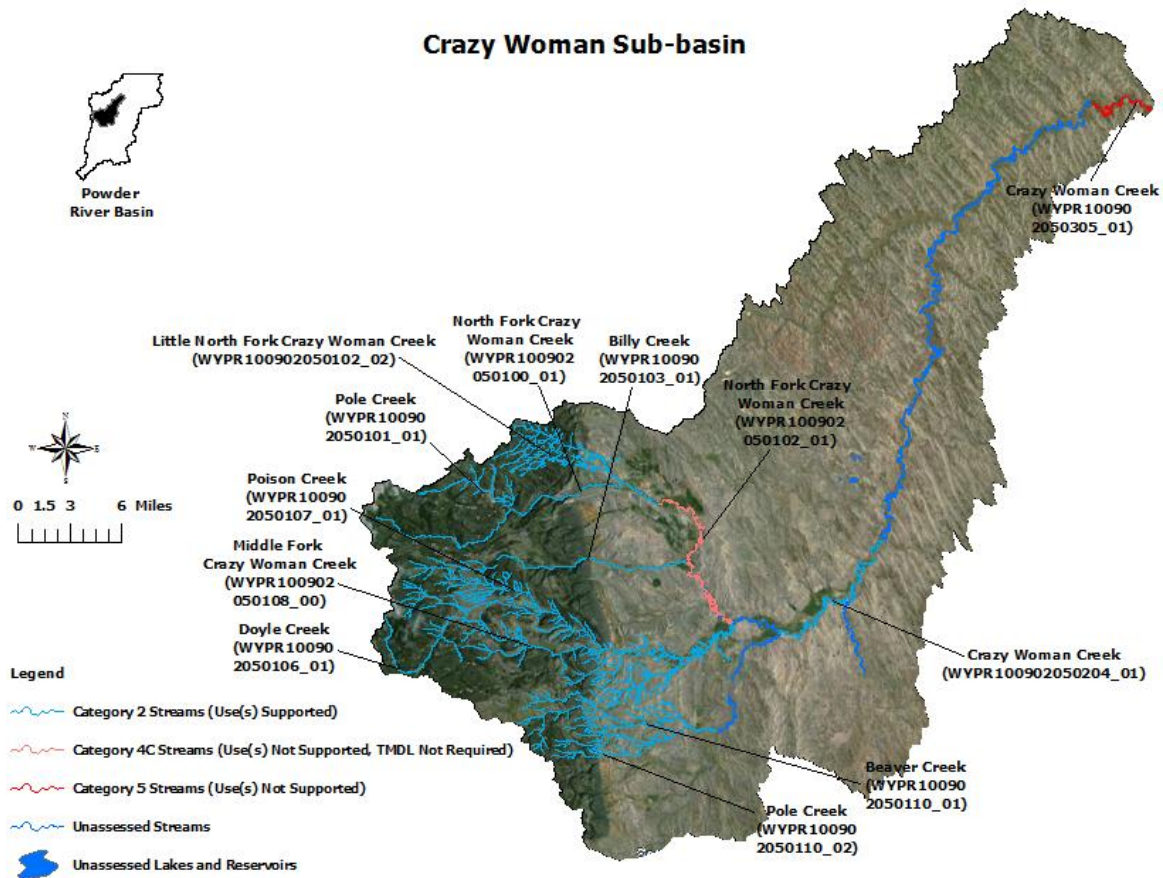 Crazy Woman Sub-basin
Powder
River Basin
Crazy Woman Creek
(WYPR10090
2050305_01)
North Fork Crazy
Woman Creek
(WYPR100902
050100_01)
Billy Creek
(WYPR10090
2050103_01)
Little North Fork Crazy Woman Creek
(WYPR100902050102_02)
North Fork Crazy
Woman Creek
(WYPR100902
050102_01)
Pole Creek
(WYPR10090
2050101_01)
N
W E
S
Poison Creek
(WYPR10090
2050107_01)
0 1.5 3 6 Miles
Middle Fork
Crazy Woman Creek
(WYPR100902
050108_00)
Doyle Creek
(WYPR10090
2050106_01)
Crazy Woman Creek
(WYPR100902050204_01)
Beaver Creek
(WYPR10090
2050110_01)
Pole Creek
(WYPR10090
2050110_02)
Legend
Category 2 Streams (Use(s) Supported)
Category 4C Streams (Use(s) Not Supported, TMDL Not Required)
Category 5 Streams (Use(s) Not Supported)
Unassessed Streams
Unassessed Lakes and Reservoirs